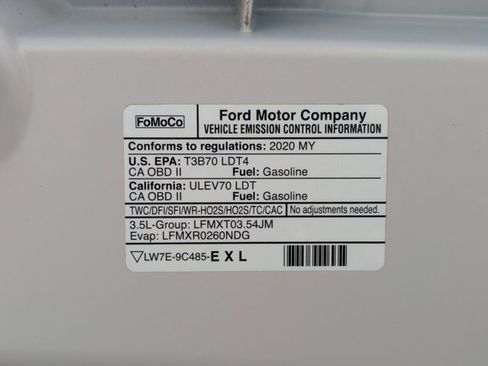 FoMoCo
Ford Motor Company
VEHICLE EMISSION CONTROL INFORMATION
Conforms to regulations: 2020 MY
U.S. EPA: T3B70 LDT4
CA OBD II Fuel: Gasoline
California: ULEV70 LDT
CA OBD II Fuel: Gasoline
TWC/DFI/SFI/WR-HO2S/HO2S/TC/CAC No adjustments needed.
3.5L-Group: LFMXT03.54JM
Evap: LFMXR0260NDG
▽LW7E-9C485-E X L